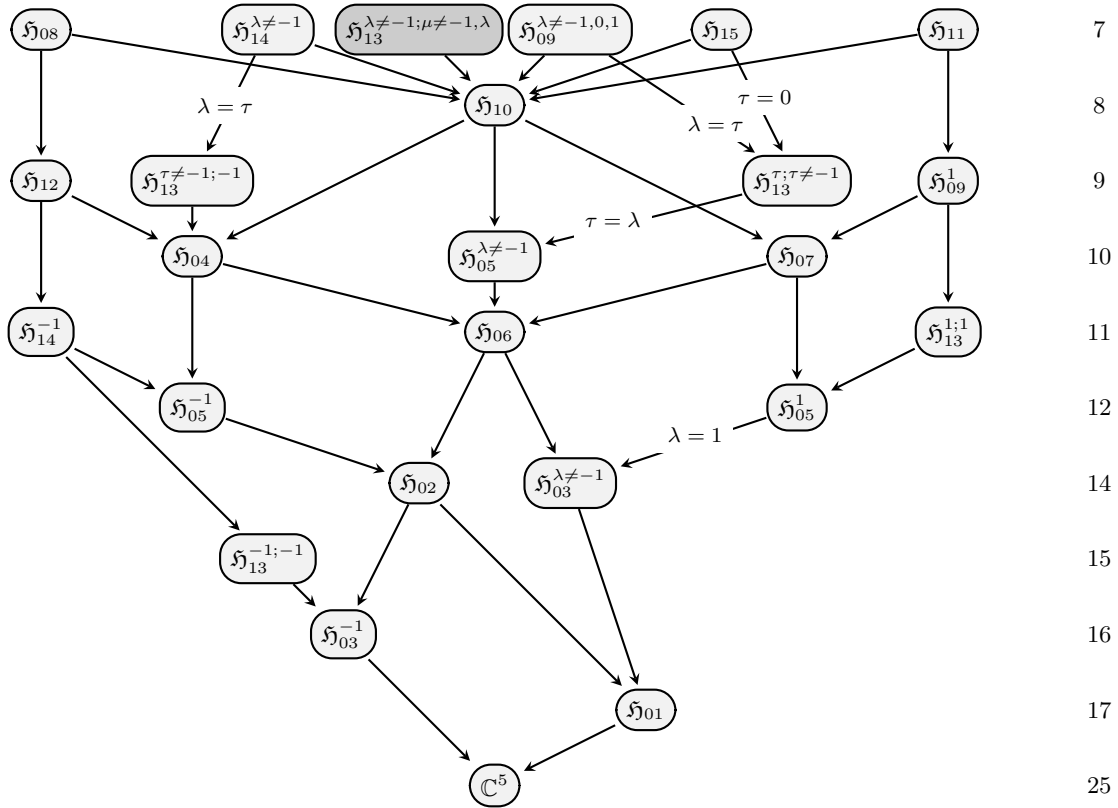 𝔥₀₈ 𝔥₁₄^{λ≠−1} 𝔥₁₃^{λ≠−1;μ≠−1,λ} 𝔥₀₉^{λ≠−1,0,1} 𝔥₁₅ 𝔥₁₁ 7
λ = τ 𝔥₁₀ τ = 0 8
λ = τ
𝔥₁₂ 𝔥₁₃^{τ≠−1;−1} 𝔥₁₃^{τ;τ≠−1} 𝔥₀₉^{1} 9
τ = λ
𝔥₀₄ 𝔥₀₅^{λ≠−1} 𝔥₀₇ 10
𝔥₁₄^{−1} 𝔥₀₆ 𝔥₁₃^{1;1} 11
𝔥₀₅^{−1} 𝔥₀₅^{1} 12
λ = 1
𝔥₀₂ 𝔥₀₃^{λ≠−1} 14
𝔥₁₃^{−1;−1} 15
𝔥₀₃^{−1} 16
𝔥₀₁ 17
ℂ⁵ 25